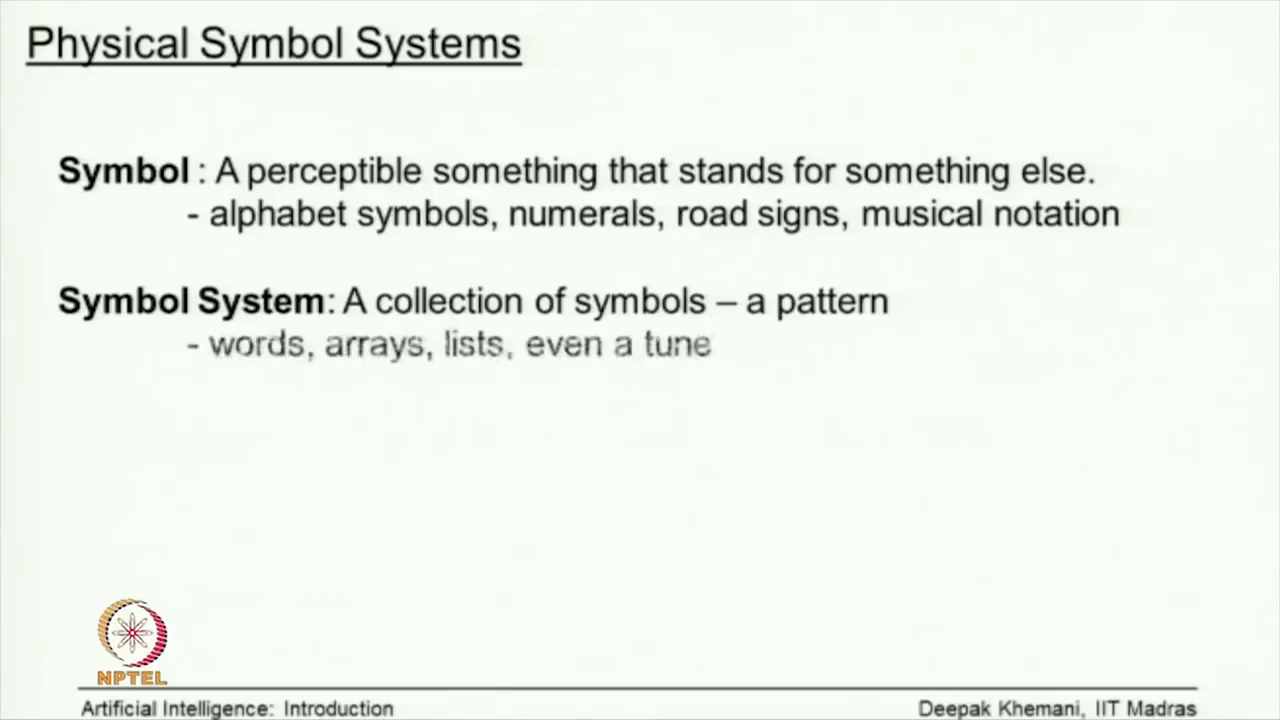 Physical Symbol Systems
Symbol : A perceptible something that stands for something else.
- alphabet symbols, numerals, road signs, musical notation
Symbol System: A collection of symbols – a pattern
- words, arrays, lists, even a tune
NPTEL
Artificial Intelligence: Introduction
Deepak Khemani, IIT Madras